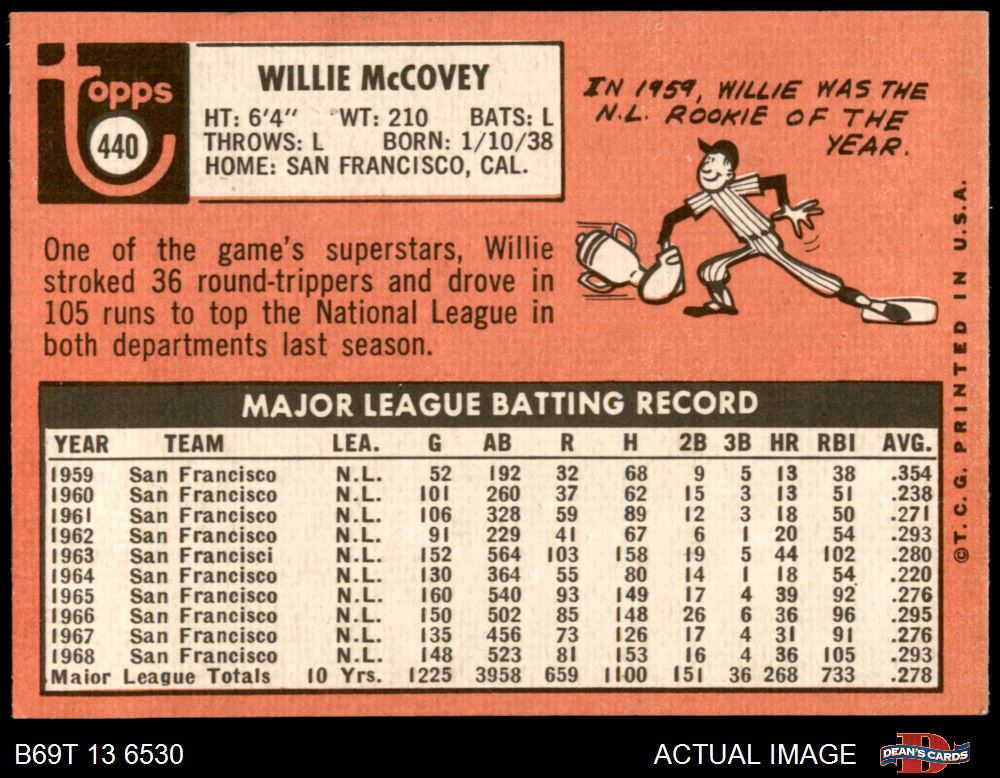 Topps
440
WILLIE McCOVEY
HT: 6'4" WT: 210 BATS: L
THROWS: L BORN: 1/10/38
HOME: SAN FRANCISCO, CAL.
IN 1959, WILLIE WAS THE
N.L. ROOKIE OF THE
YEAR.
One of the game's superstars, Willie
stroked 36 round-trippers and drove in
105 runs to top the National League in
both departments last season.
MAJOR LEAGUE BATTING RECORD
YEAR TEAM LEA. G AB R H 2B 3B HR RBI AVG.
1959 San Francisco N.L. 52 192 32 68 9 5 13 38 .354
1960 San Francisco N.L. 101 260 37 62 15 3 13 51 .238
1961 San Francisco N.L. 106 328 59 89 12 3 18 50 .271
1962 San Francisco N.L. 91 229 41 67 6 1 20 54 .293
1963 San Francisci N.L. 152 564 103 158 19 5 44 102 .280
1964 San Francisco N.L. 130 364 55 80 14 1 18 54 .220
1965 San Francisco N.L. 160 540 93 149 17 4 39 92 .276
1966 San Francisco N.L. 150 502 85 148 26 6 36 96 .295
1967 San Francisco N.L. 135 456 73 126 17 4 31 91 .276
1968 San Francisco N.L. 148 523 81 153 16 4 36 105 .293
Major League Totals 10 Yrs. 1225 3958 659 1100 151 36 268 733 .278
©T.C.G. PRINTED IN U.S.A.
B69T 13 6530
ACTUAL IMAGE
DEAN'S CARDS